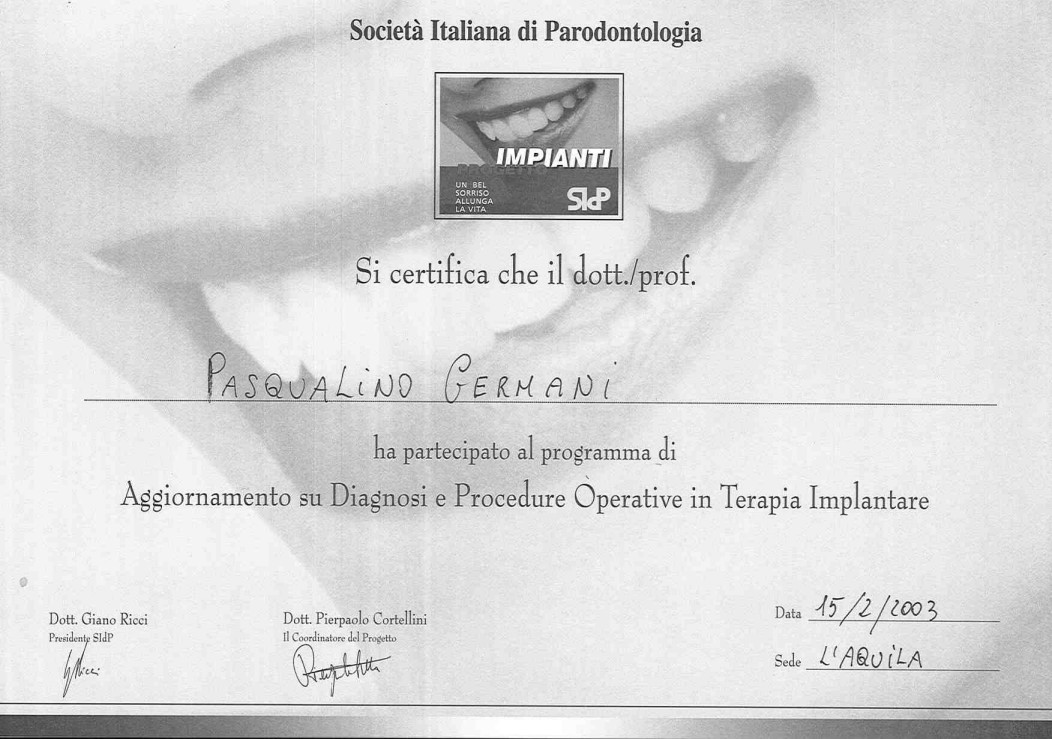 Società Italiana di Parodontologia
IMPIANTI
PROGETTO
UN BEL
SORRISO
ALLUNGA
LA VITA
SIdP
Si certifica che il dott./prof.
PASQUALINO GERMANI
ha partecipato al programma di
Aggiornamento su Diagnosi e Procedure Operative in Terapia Implantare
Dott. Giano Ricci
Presidente SIdP
Dott. Pierpaolo Cortellini
Il Coordinatore del Progetto
Data 15/2/2003
Sede L'AQUILA